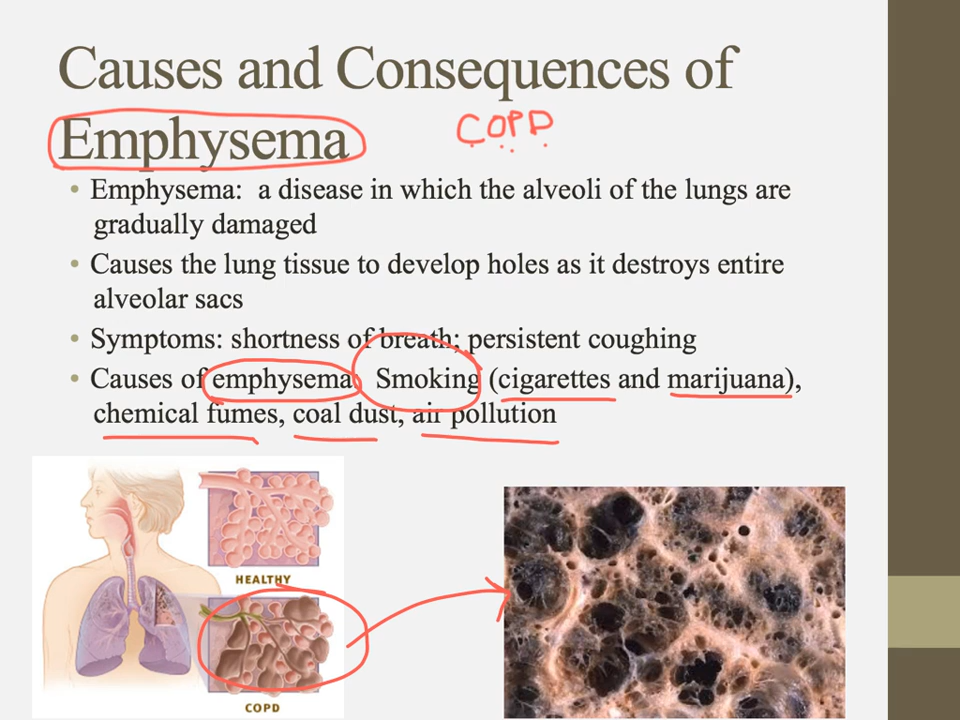 Causes and Consequences of
Emphysema
COPD
• Emphysema: a disease in which the alveoli of the lungs are
gradually damaged
• Causes the lung tissue to develop holes as it destroys entire
alveolar sacs
• Symptoms: shortness of breath; persistent coughing
• Causes of emphysema: Smoking (cigarettes and marijuana),
chemical fumes, coal dust, air pollution
HEALTHY
COPD